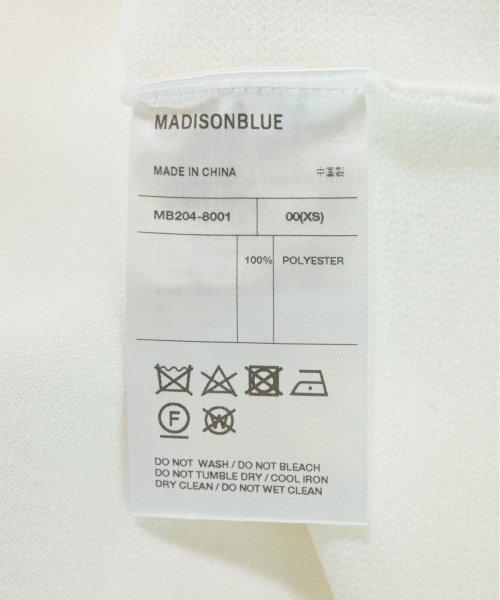 MADISONBLUE
MADE IN CHINA 中国製
MB204-8001 00(XS)
100% POLYESTER
F W
DO NOT WASH / DO NOT BLEACH
DO NOT TUMBLE DRY / COOL IRON
DRY CLEAN / DO NOT WET CLEAN